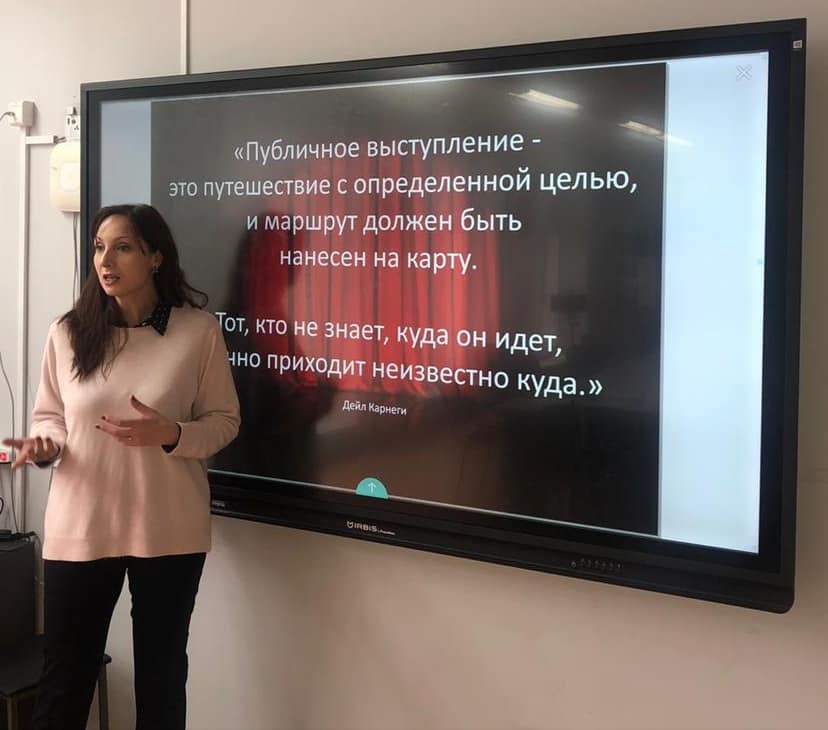 «Публичное выступление -
это путешествие с определенной целью,
и маршрут должен быть
нанесен на карту.
Тот, кто не знает, куда он идет,
приходит неизвестно куда.»
Дейл Карнеги
IRBIS